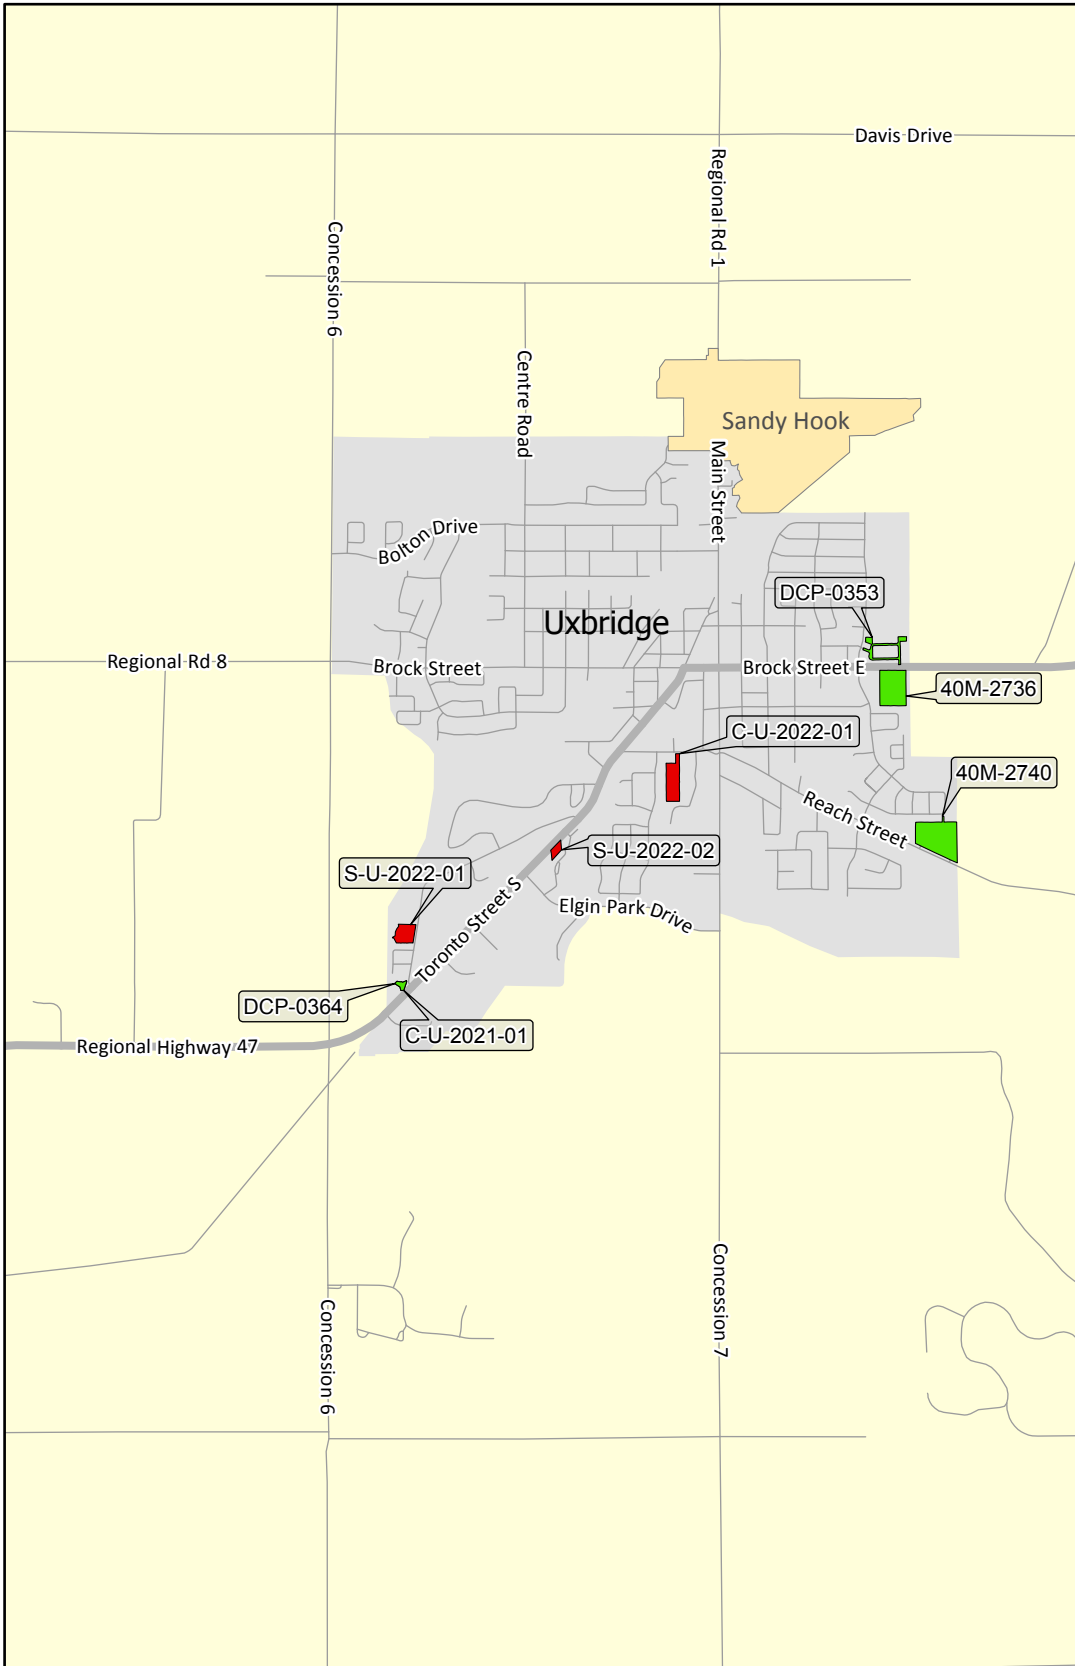 Davis Drive
Regional Rd 1
Concession 6
Centre Road
Sandy Hook
Main Street
Bolton Drive
DCP-0353
Uxbridge
Regional Rd 8
Brock Street
Brock Street E
40M-2736
C-U-2022-01
40M-2740
Reach Street
S-U-2022-02
S-U-2022-01
Elgin Park Drive
Toronto Street S
DCP-0364
C-U-2021-01
Regional Highway 47
Concession 7
Concession 6